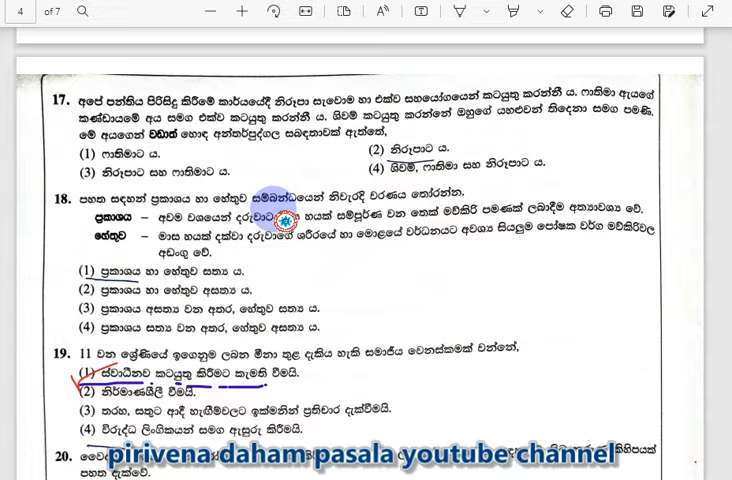 4 of 7
17. අපේ පන්තිය පිරිසිදු කිරීමේ කාර්යයේදී නිරූපා සැවොම හා එක්ව සහයෝගයෙන් කටයුතු කරන්නී ය. ෆාතිමා ඇයගේ
කණ්ඩායමේ අය සමග එක්ව කටයුතු කරන්නී ය. ශිවම් කටයුතු කරන්නේ ඔහුගේ යහළුවන් තිදෙනා සමග පමණි.
මේ අයගෙන් වඩාත් හොඳ අන්තර්පුද්ගල සබඳතාවක් ඇත්තේ,
(1) ෆාතිමාට ය.
(2) නිරූපාට ය.
(3) නිරූපාට සහ ෆාතිමාට ය.
(4) ශිවම්, ෆාතිමා සහ නිරූපාට ය.
18. පහත සඳහන් ප්‍රකාශය හා හේතුව සම්බන්ධයෙන් නිවැරදි වරණය තෝරන්න.
ප්‍රකාශය – අවම වශයෙන් දරුවාට හයක් සම්පූර්ණ වන තෙක් මව්කිරි පමණක් ලබාදීම අත්‍යාවශ්‍ය වේ.
හේතුව – මාස හයක් දක්වා දරුවාගේ ශරීරයේ හා මොළයේ වර්ධනයට අවශ්‍ය සියලුම පෝෂක වර්ග මව්කිරිවල
අඩංගු වේ.
(1) ප්‍රකාශය හා හේතුව සත්‍ය ය.
(2) ප්‍රකාශය හා හේතුව අසත්‍ය ය.
(3) ප්‍රකාශය අසත්‍ය වන අතර, හේතුව සත්‍ය ය.
(4) ප්‍රකාශය සත්‍ය වන අතර, හේතුව අසත්‍ය ය.
19. 11 වන ශ්‍රේණියේ ඉගෙනුම ලබන මීනා තුළ දැකිය හැකි සමාජීය වෙනස්කමක් වන්නේ,
(1) ස්වාධීනව කටයුතු කිරීමට කැමති වීමයි.
(2) නිර්මාණශීලී වීමයි.
(3) තරහ, සතුට ආදී හැඟීම්වලට ඉක්මනින් ප්‍රතිචාර දැක්වීමයි.
(4) විරුද්ධ ලිංගිකයන් සමග ඇසුරු කිරීමයි.
pirivena daham pasala youtube channel
20. කිහිපයක්
පහත දැක්වේ.